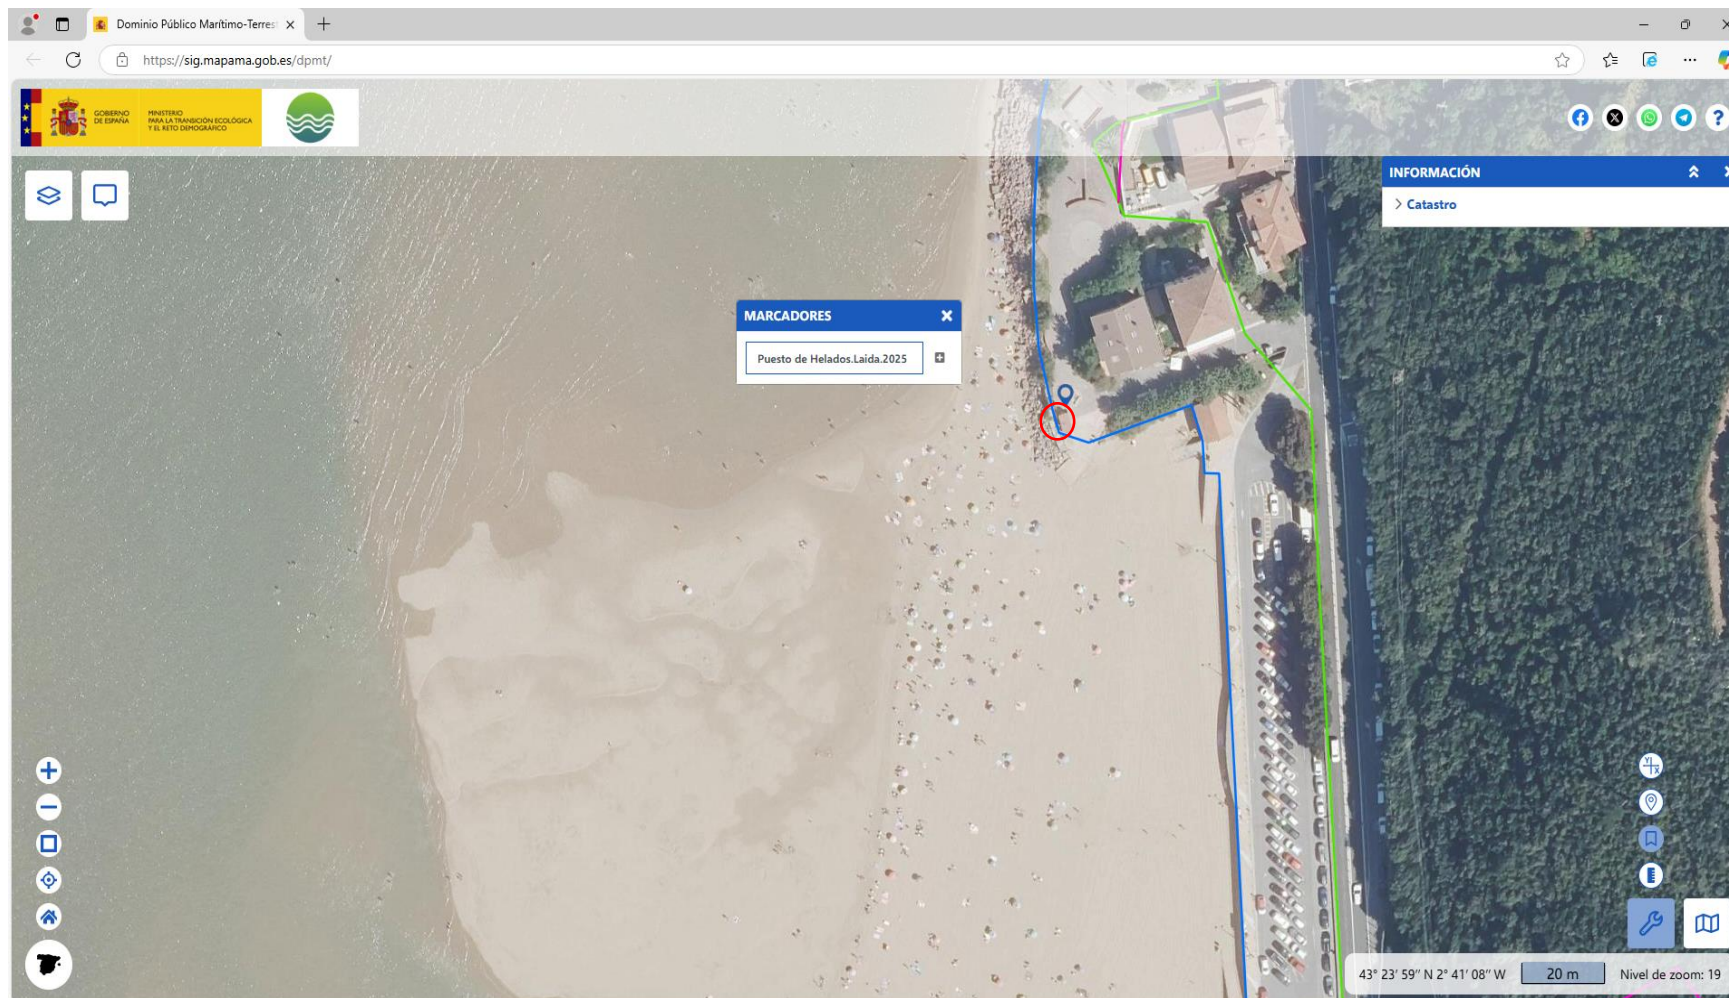 Dominio Público Marítimo-Terres
https://sig.mapama.gob.es/dpmt/
GOBIERNO
DE ESPAÑA
MINISTERIO
PARA LA TRANSICIÓN ECOLÓGICA
Y EL RETO DEMOGRÁFICO
INFORMACIÓN
Catastro
MARCADORES
Puesto de Helados.Laida.2025
43° 23' 59'' N 2° 41' 08'' W
20 m
Nivel de zoom: 19